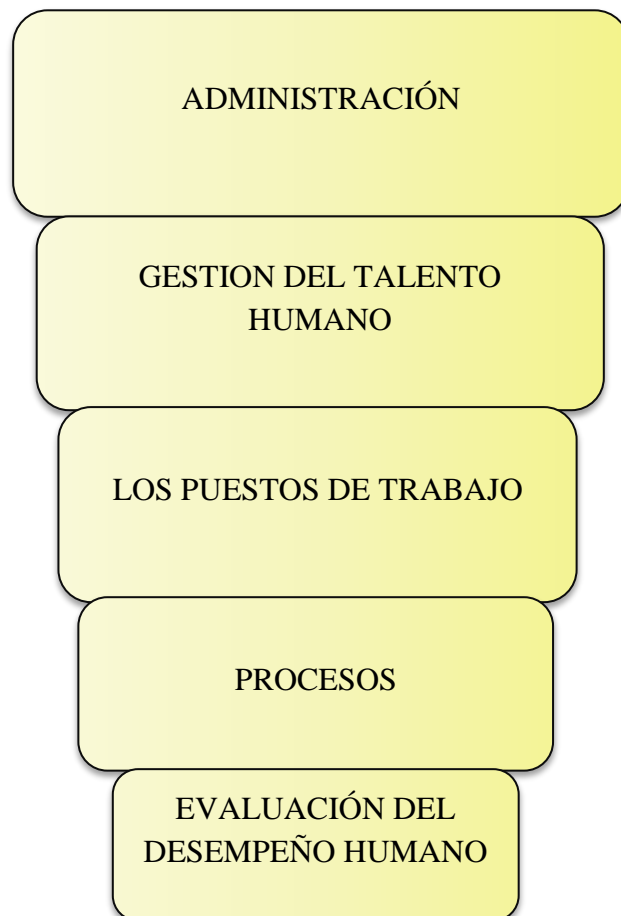 ADMINISTRACIÓN
GESTION DEL TALENTO
HUMANO
LOS PUESTOS DE TRABAJO
PROCESOS
EVALUACIÓN DEL
DESEMPEÑO HUMANO